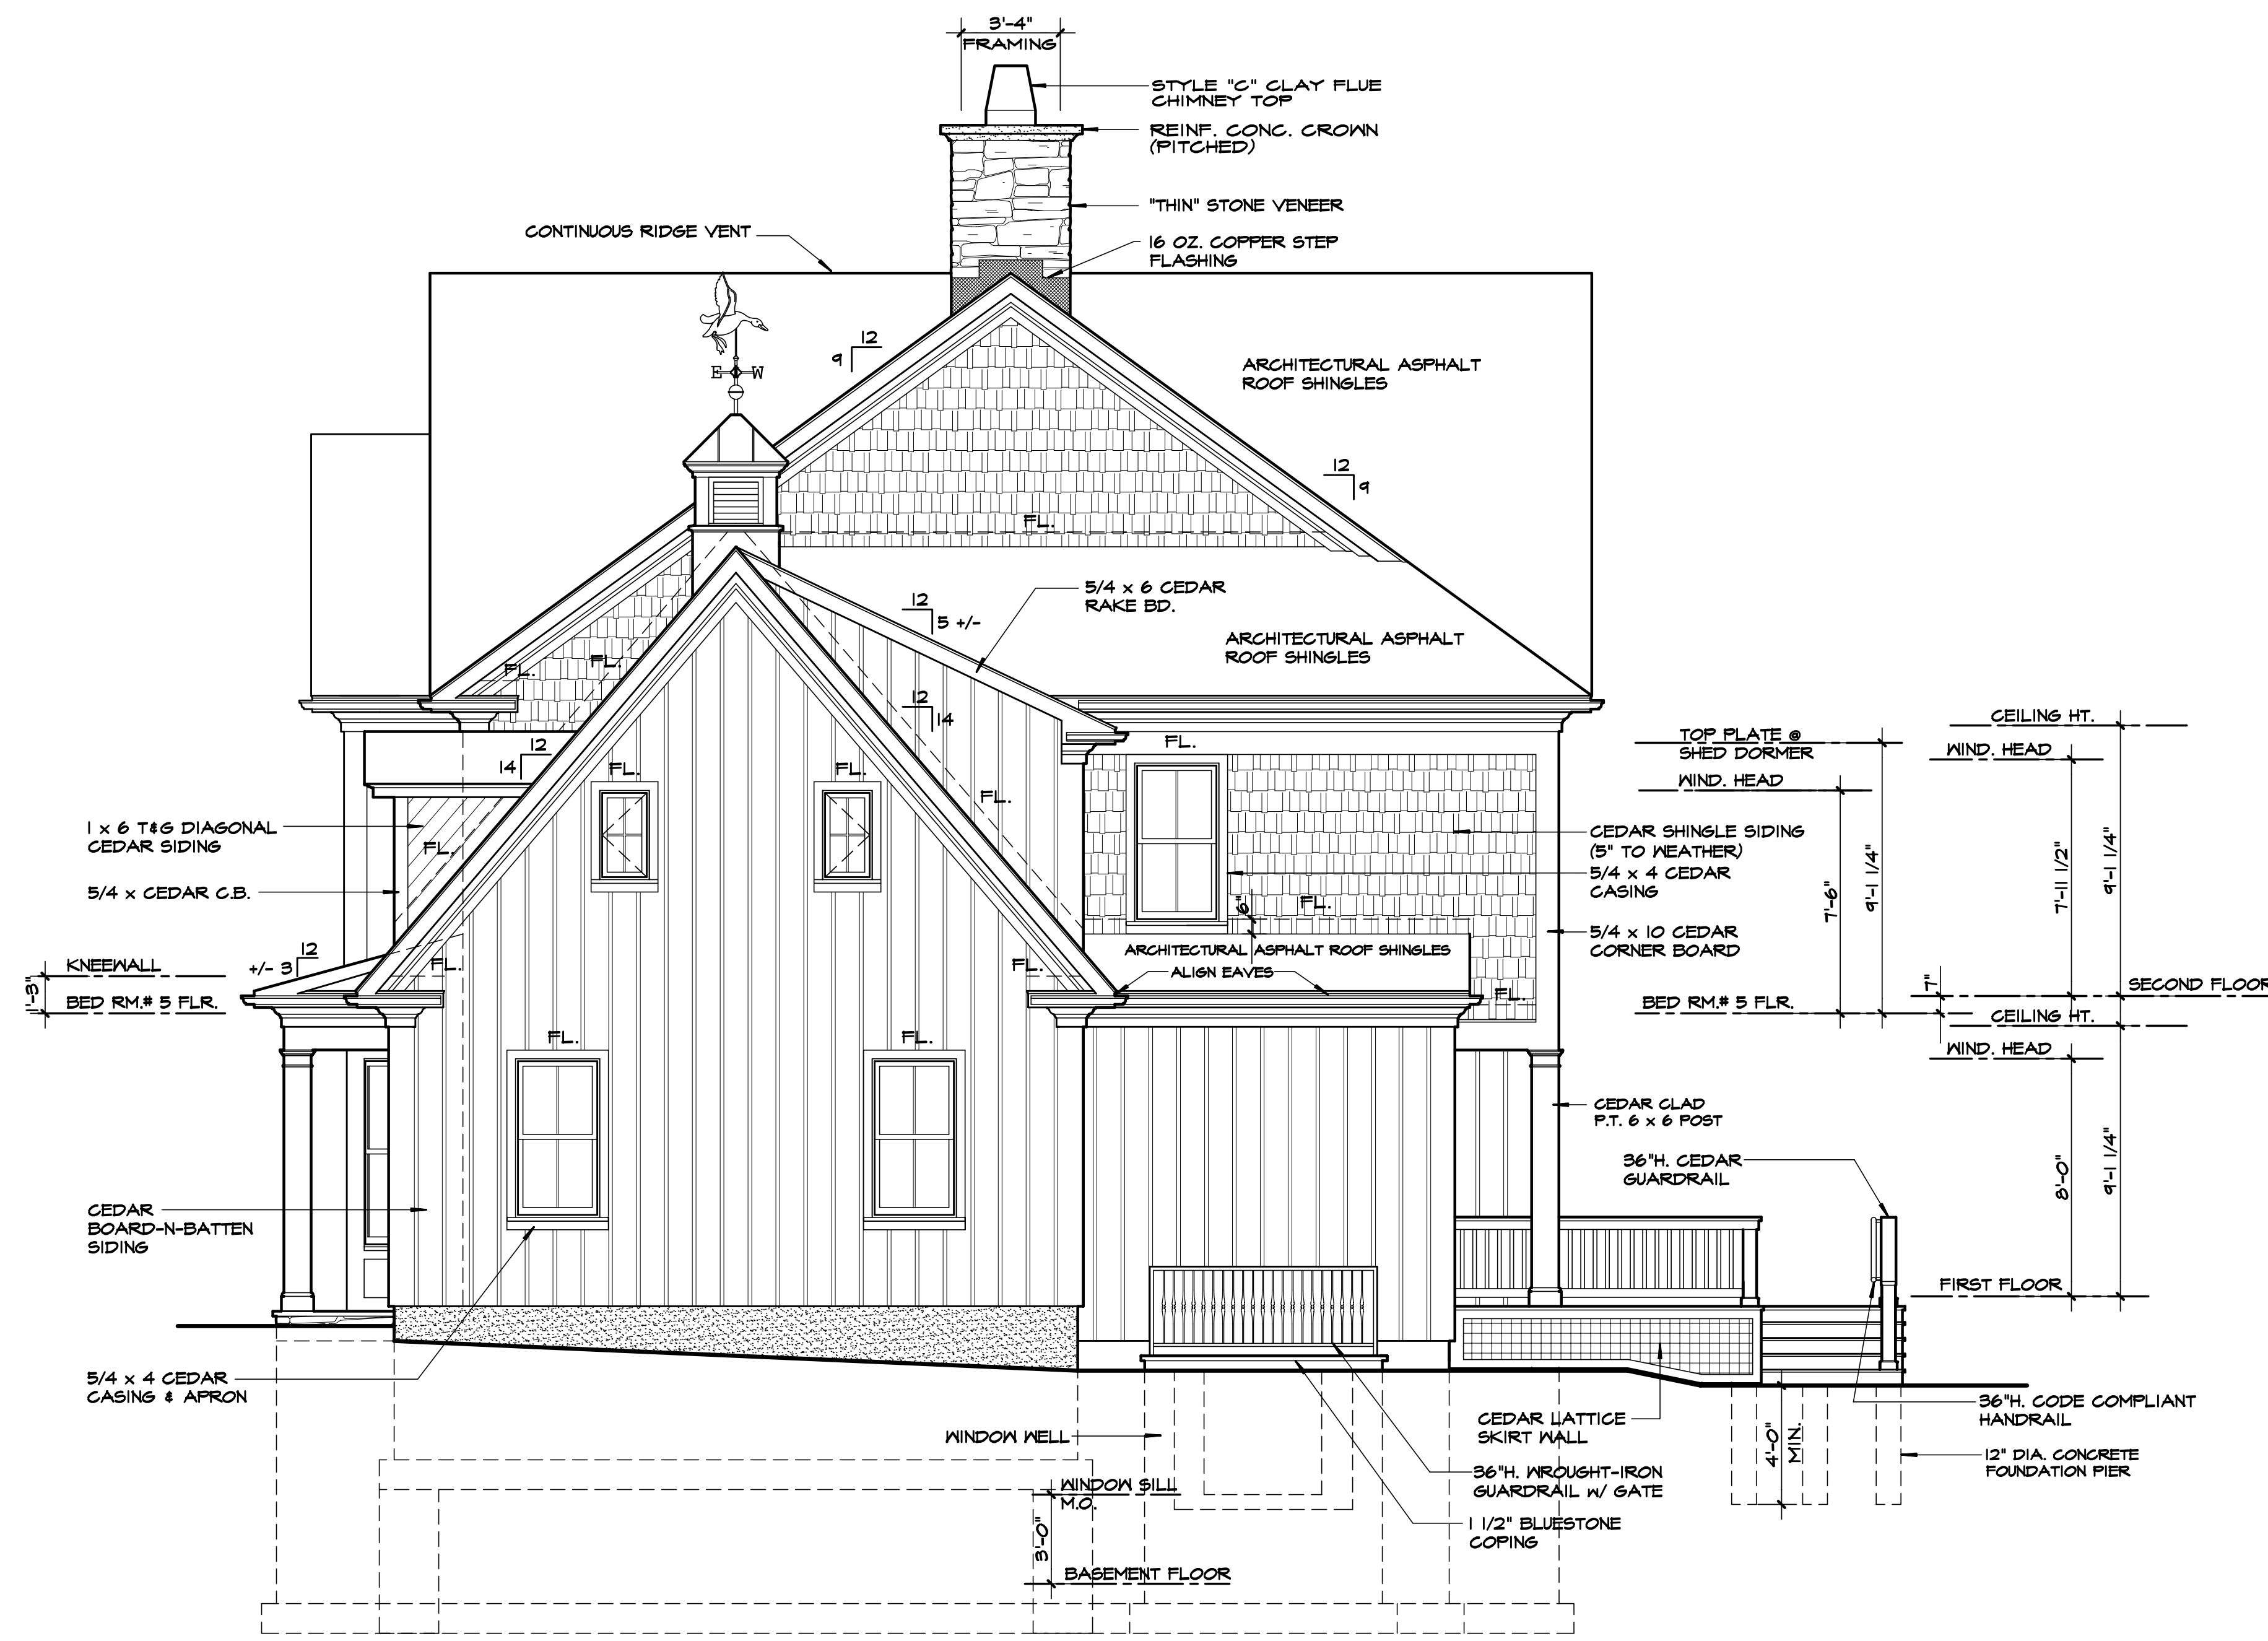 3'-4"
FRAMING
STYLE "C" CLAY FLUE
CHIMNEY TOP
REINF. CONC. CROWN
(PITCHED)
"THIN" STONE VENEER
16 OZ. COPPER STEP
FLASHING
CONTINUOUS RIDGE VENT
12
9
E W
ARCHITECTURAL ASPHALT
ROOF SHINGLES
12
9
FL.
5/4 x 6 CEDAR
RAKE BD.
12
5 +/-
ARCHITECTURAL ASPHALT
ROOF SHINGLES
FL.
FL.
12
14
12
14
FL.
FL.
FL.
FL.
FL.
TOP PLATE @
SHED DORMER
WIND. HEAD
CEILING HT.
WIND. HEAD
1 x 6 T&G DIAGONAL
CEDAR SIDING
5/4 x CEDAR C.B.
CEDAR SHINGLE SIDING
(5" TO WEATHER)
5/4 x 4 CEDAR
CASING
6"
FL.
5/4 x 10 CEDAR
CORNER BOARD
7'-6"
9'-1 1/4"
7'-11 1/2"
9'-1 1/4"
12
+/- 3
KNEEWALL
1'-3"
BED RM.# 5 FLR.
FL.
FL.
ARCHITECTURAL ASPHALT ROOF SHINGLES
ALIGN EAVES
FL.
BED RM.# 5 FLR.
7"
SECOND FLOOR
CEILING HT.
WIND. HEAD
FL.
FL.
CEDAR CLAD
P.T. 6 x 6 POST
36"H. CEDAR
GUARDRAIL
8'-0"
9'-1 1/4"
CEDAR
BOARD-N-BATTEN
SIDING
FIRST FLOOR
5/4 x 4 CEDAR
CASING & APRON
WINDOW WELL
CEDAR LATTICE
SKIRT WALL
4'-0"
MIN.
36"H. CODE COMPLIANT
HANDRAIL
12" DIA. CONCRETE
FOUNDATION PIER
36"H. WROUGHT-IRON
GUARDRAIL W/ GATE
1 1/2" BLUESTONE
COPING
WINDOW SILL
M.O.
3'-0"
BASEMENT FLOOR